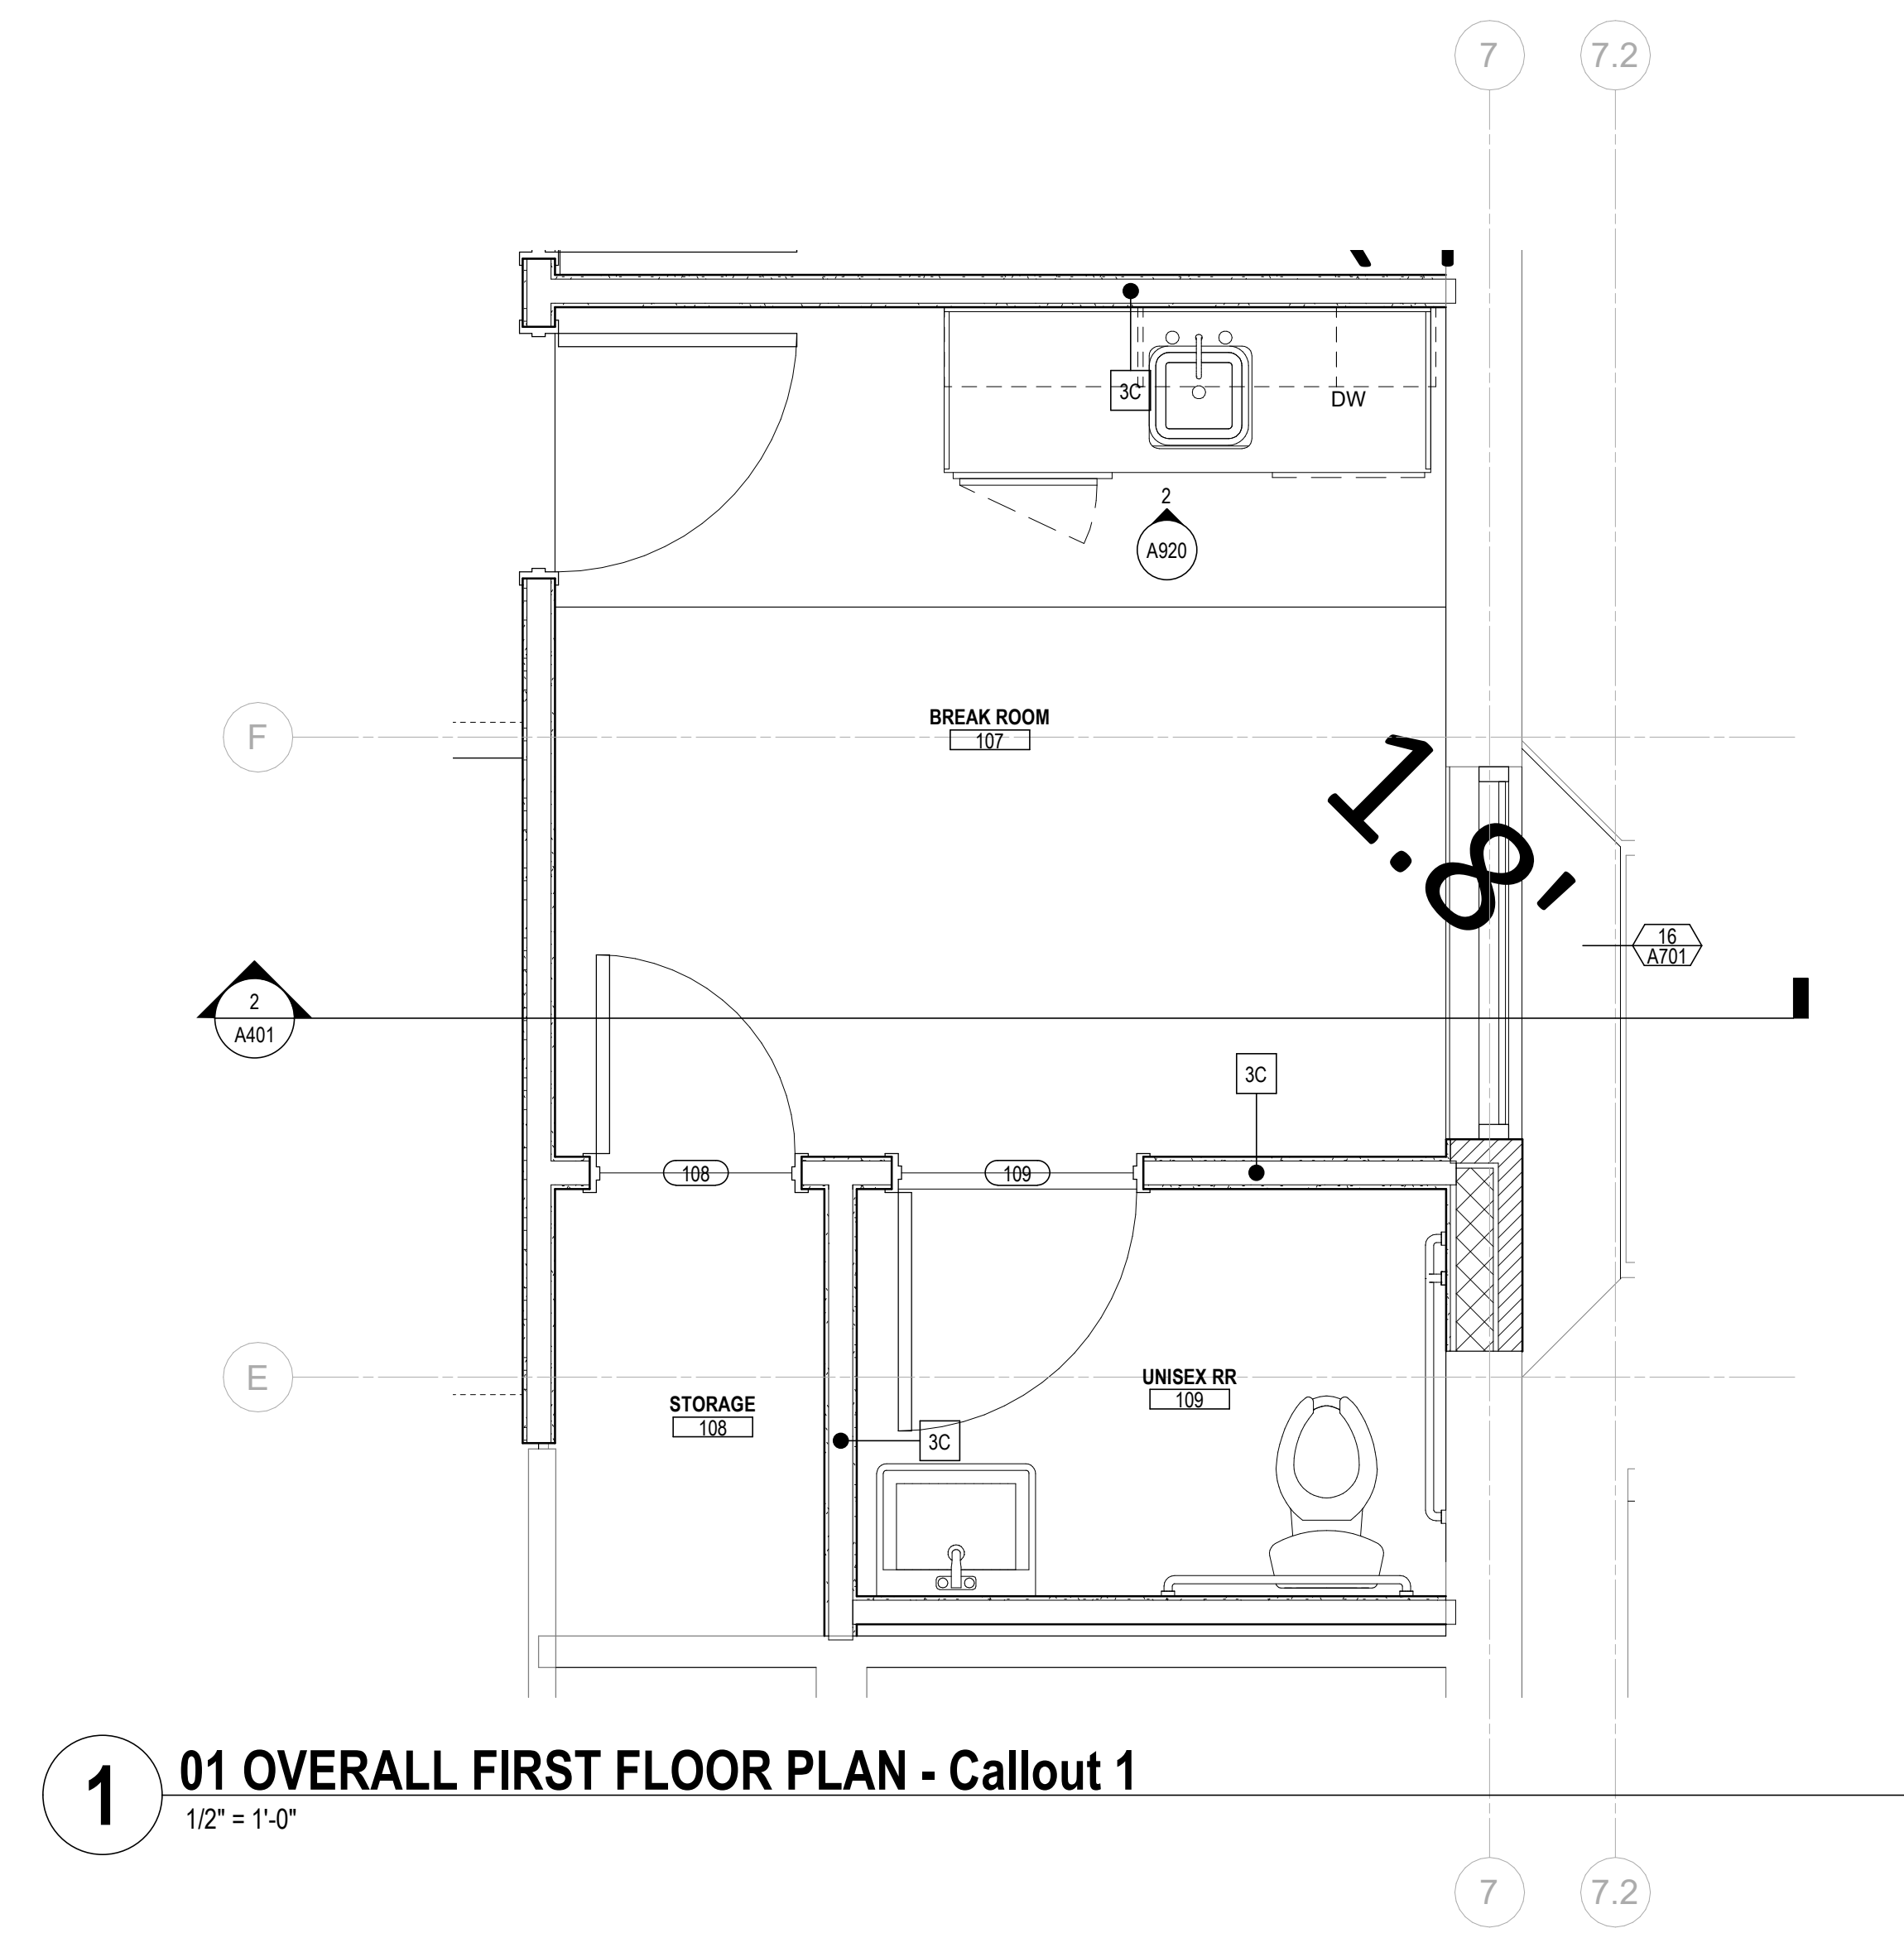 7
7.2
3C
DW
2
A920
BREAK ROOM
107
F
1.8'
16
A701
2
A401
3C
108
109
UNISEX RR
109
E
STORAGE
108
3C
1
01 OVERALL FIRST FLOOR PLAN - Callout 1
1/2" = 1'-0"
7
7.2